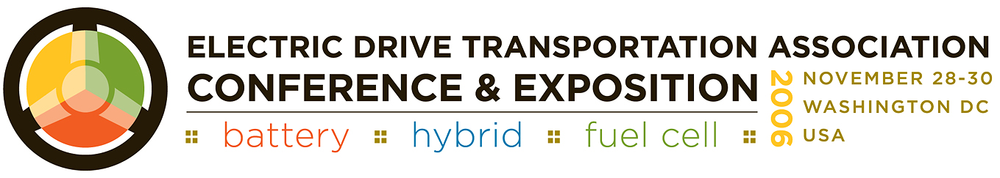 ELECTRIC DRIVE TRANSPORTATION ASSOCIATION
CONFERENCE & EXPOSITION
battery hybrid fuel cell
2006
NOVEMBER 28-30
WASHINGTON DC
USA